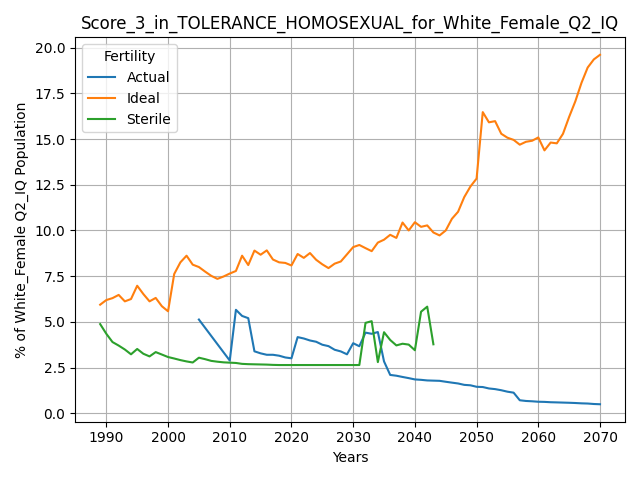 Score_3_in_TOLERANCE_HOMOSEXUAL_for_White_Female_Q2_IQ
Fertility
Actual
Ideal
Sterile
% of White_Female Q2_IQ Population
20.0
17.5
15.0
12.5
10.0
7.5
5.0
2.5
0.0
1990 2000 2010 2020 2030 2040 2050 2060 2070
Years